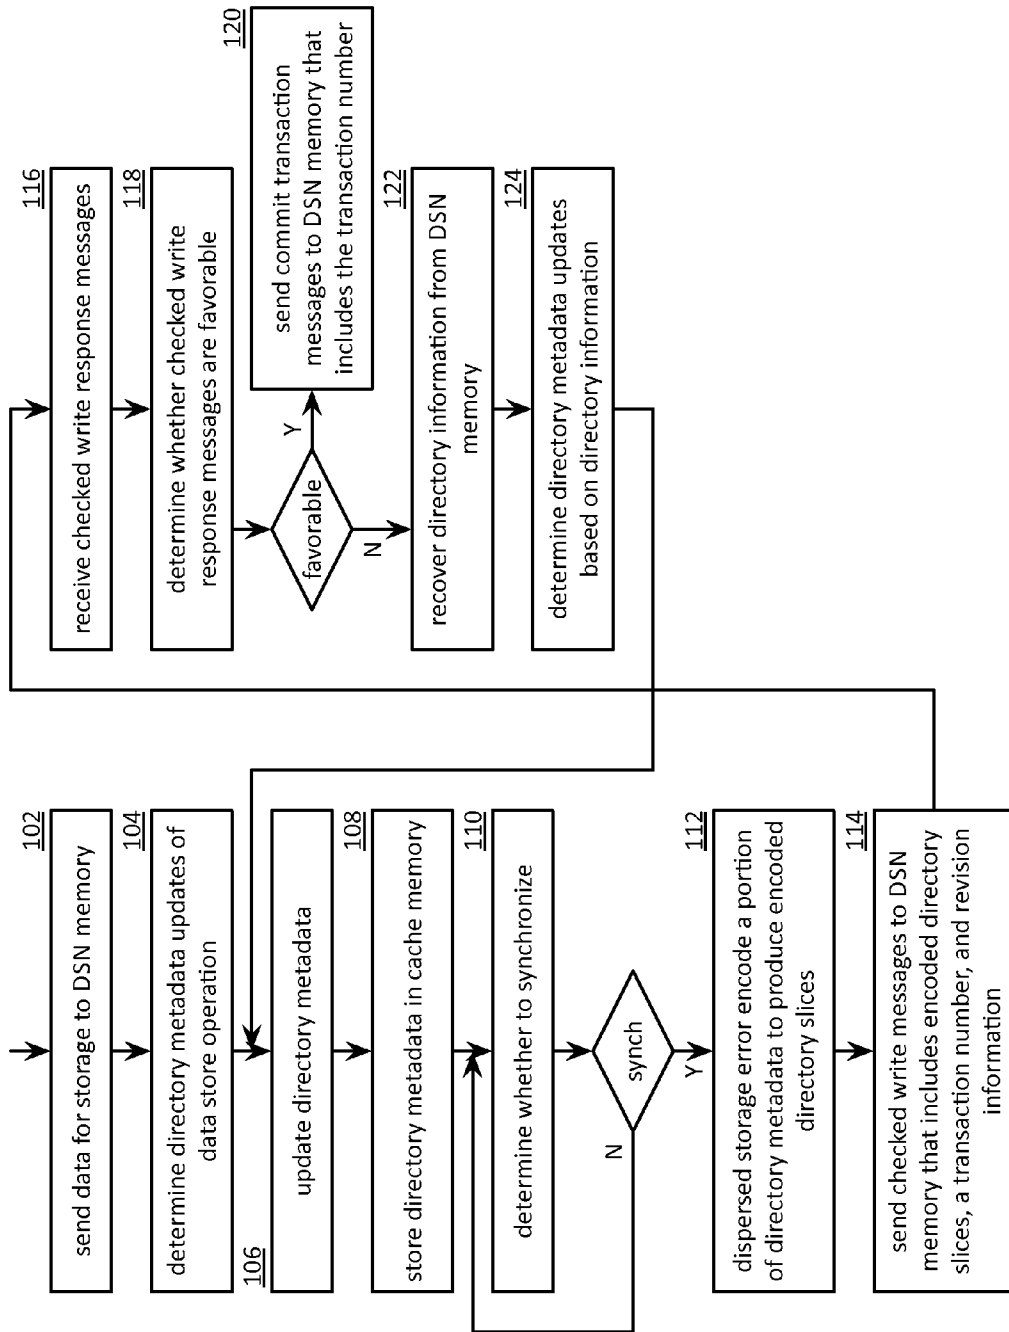 102
send data for storage to DSN memory
104
determine directory metadata updates of
data store operation
106
update directory metadata
108
store directory metadata in cache memory
110
determine whether to synchronize
synch
N
Y
112
dispersed storage error encode a portion
of directory metadata to produce encoded
directory slices
114
send checked write messages to DSN
memory that includes encoded directory
slices, a transaction number, and revision
information
116
receive checked write response messages
118
determine whether checked write
response messages are favorable
favorable
Y
N
120
send commit transaction
messages to DSN memory that
includes the transaction number
122
recover directory information from DSN
memory
124
determine directory metadata updates
based on directory information